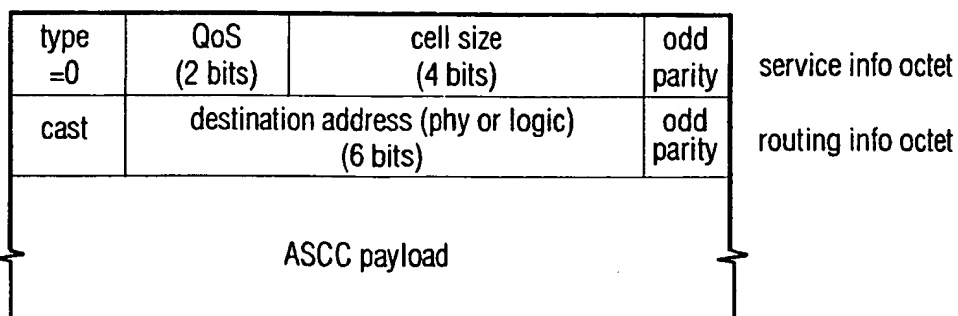 type QoS cell size odd
=0 (2 bits) (4 bits) parity service info octet
cast destination address (phy or logic) odd
(6 bits) parity routing info octet
ASCC payload